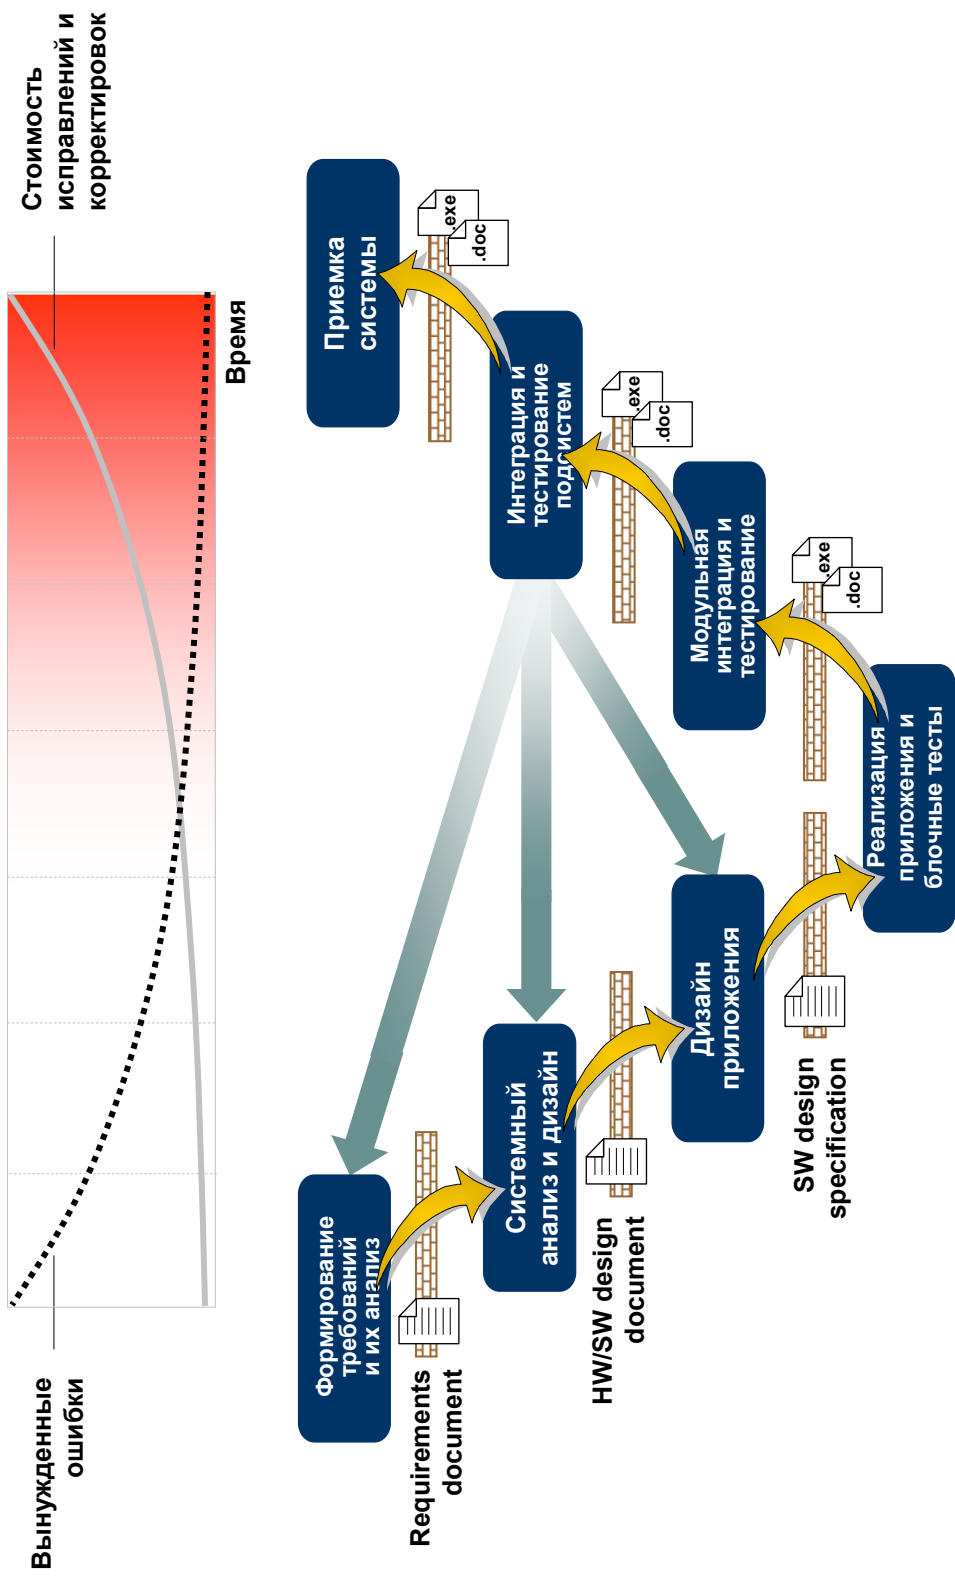 Вынужденные
ошибки
Стоимость
исправлений и
корректировок
Время
Формирование
требований
и их анализ
Requirements
document
Системный
анализ и дизайн
HW/SW design
document
Дизайн
приложения
SW design
specification
Реализация
приложения и
блочные тесты
.exe
.doc
Модульная
интеграция и
тестирование
.exe
.doc
Интеграция и
тестирование
подсистем
.exe
.doc
Приемка
системы